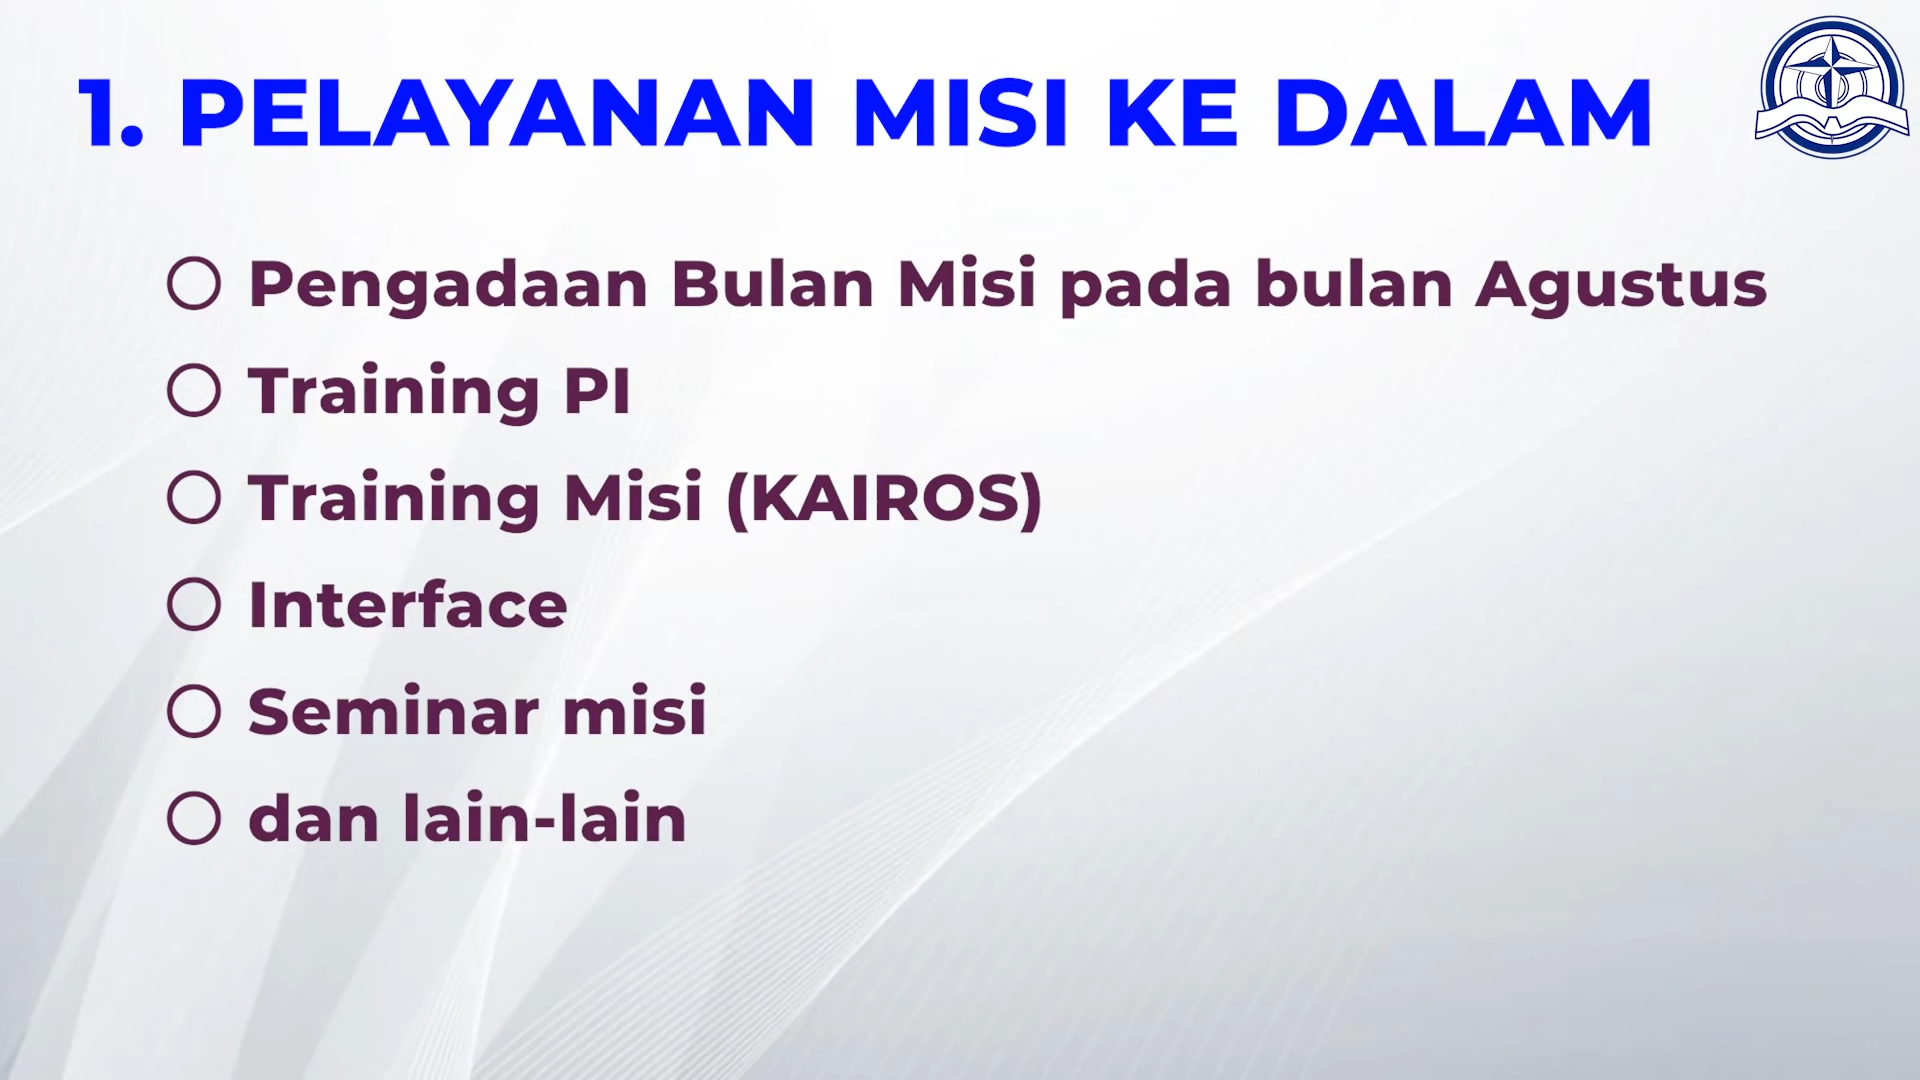 1. PELAYANAN MISI KE DALAM
Pengadaan Bulan Misi pada bulan Agustus
Training PI
Training Misi (KAIROS)
Interface
Seminar misi
dan lain-lain